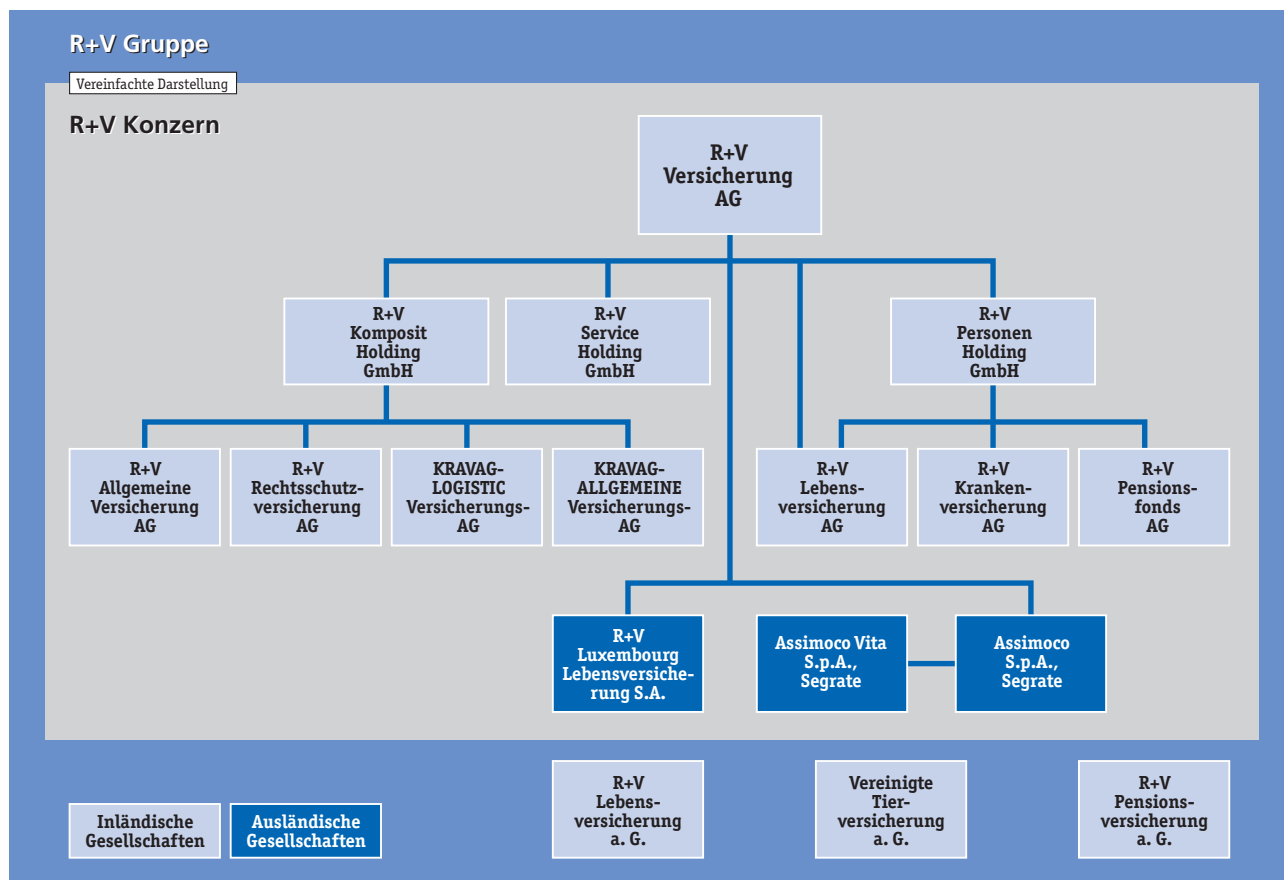 R+V Gruppe
Vereinfachte Darstellung
R+V Konzern
R+V
Versicherung
AG
R+V
Komposit
Holding
GmbH
R+V
Service
Holding
GmbH
R+V
Personen
Holding
GmbH
R+V
Allgemeine
Versicherung
AG
R+V
Rechtsschutz-
versicherung
AG
KRAVAG-
LOGISTIC
Versicherungs-
AG
KRAVAG-
ALLGEMEINE
Versicherungs-
AG
R+V
Lebens-
versicherung
AG
R+V
Kranken-
versicherung
AG
R+V
Pensions-
fonds
AG
R+V
Luxembourg
Lebensversiche-
rung S.A.
Assimoco Vita
S.p.A.,
Segrate
Assimoco
S.p.A.,
Segrate
R+V
Lebens-
versicherung
a. G.
Vereinigte
Tier-
versicherung
a. G.
R+V
Pensions-
versicherung
a. G.
Inländische
Gesellschaften
Ausländische
Gesellschaften